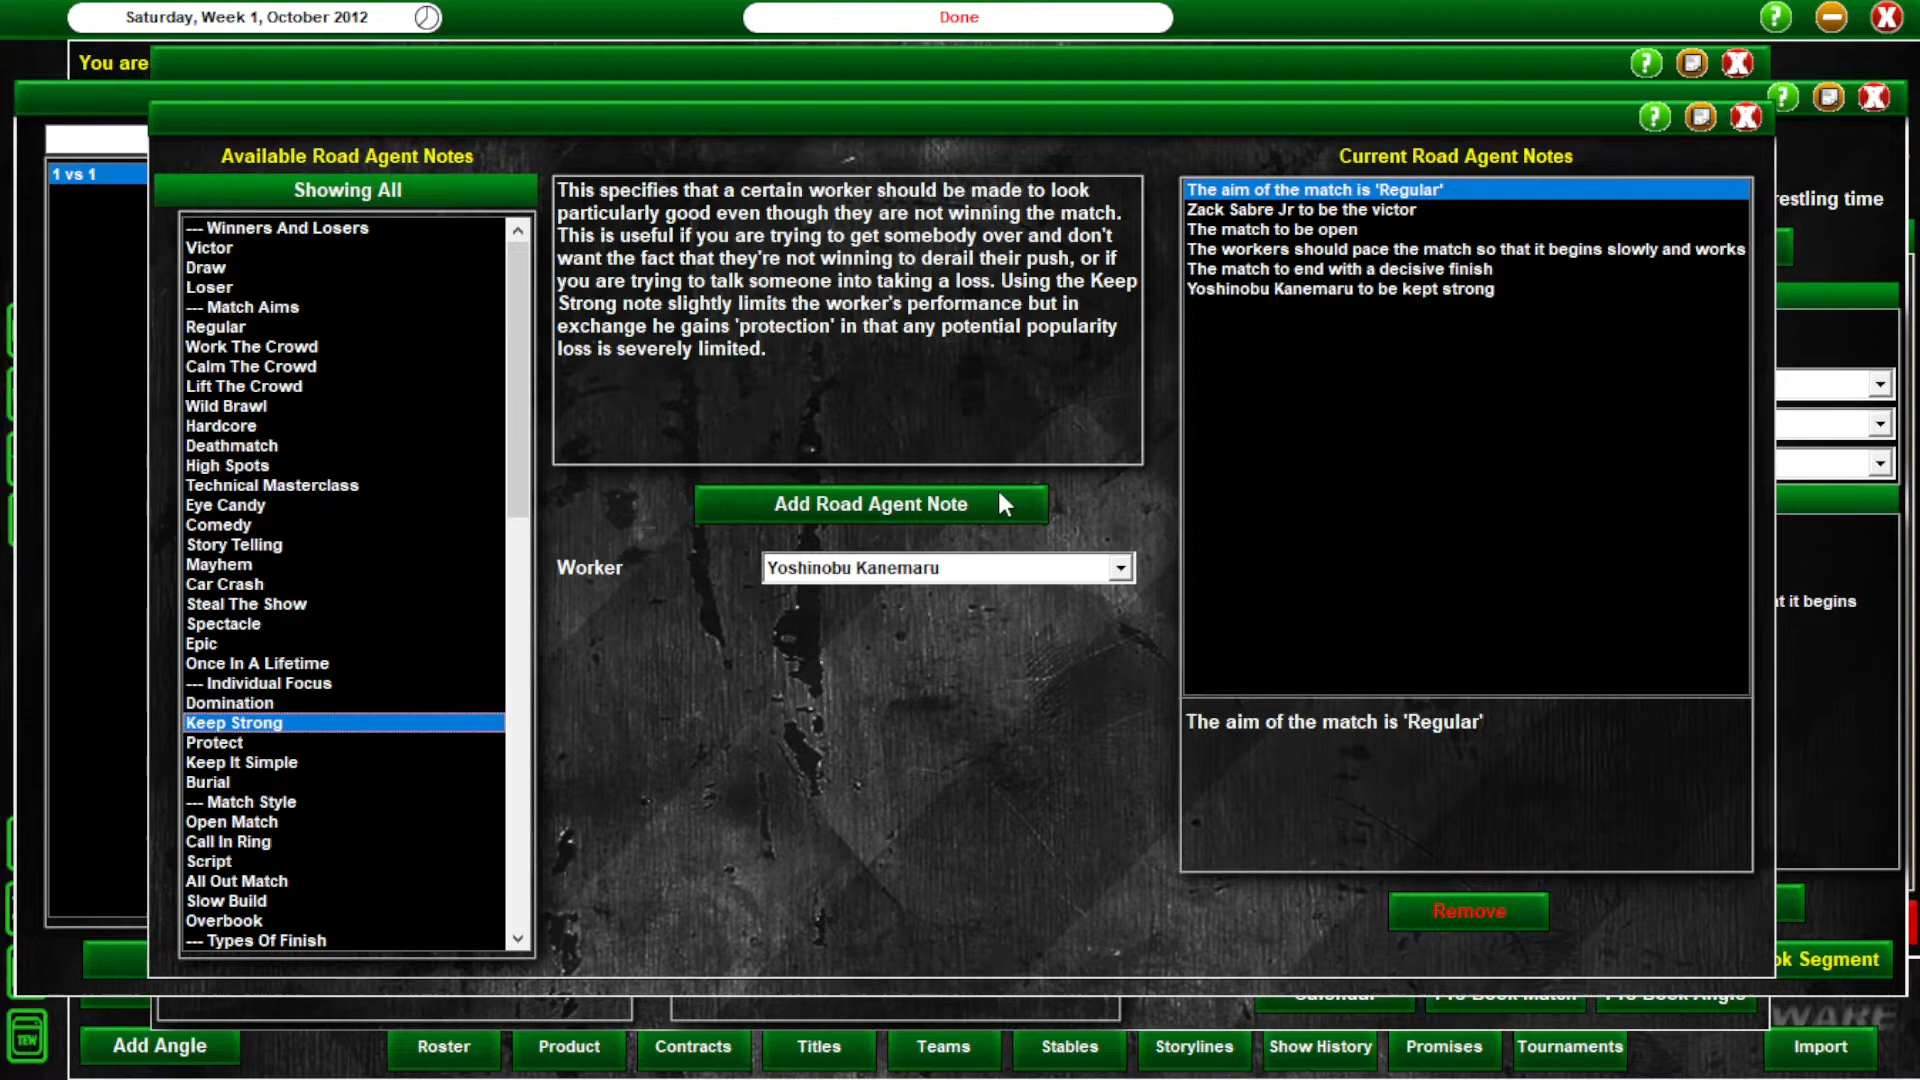 Saturday, Week 1, October 2012
Done
You are
1 vs 1
Available Road Agent Notes
Showing All
--- Winners And Losers
Victor
Draw
Loser
--- Match Aims
Regular
Work The Crowd
Calm The Crowd
Lift The Crowd
Wild Brawl
Hardcore
Deathmatch
High Spots
Technical Masterclass
Eye Candy
Comedy
Story Telling
Mayhem
Car Crash
Steal The Show
Spectacle
Epic
Once In A Lifetime
--- Individual Focus
Domination
Keep Strong
Protect
Keep It Simple
Burial
--- Match Style
Open Match
Call In Ring
Script
All Out Match
Slow Build
Overbook
--- Types Of Finish
This specifies that a certain worker should be made to look
particularly good even though they are not winning the match.
This is useful if you are trying to get somebody over and don't
want the fact that they're not winning to derail their push, or if
you are trying to talk someone into taking a loss. Using the Keep
Strong note slightly limits the worker's performance but in
exchange he gains 'protection' in that any potential popularity
loss is severely limited.
Add Road Agent Note
Worker
Yoshinobu Kanemaru
Current Road Agent Notes
The aim of the match is 'Regular'
Zack Sabre Jr to be the victor
The match to be open
The workers should pace the match so that it begins slowly and works
The match to end with a decisive finish
Yoshinobu Kanemaru to be kept strong
The aim of the match is 'Regular'
Remove
restling time
t it begins
ok Segment
Calendar
Pre Book Match
Pre Book Angle
WARE
TEW
Add Angle
Roster
Product
Contracts
Titles
Teams
Stables
Storylines
Show History
Promises
Tournaments
Import